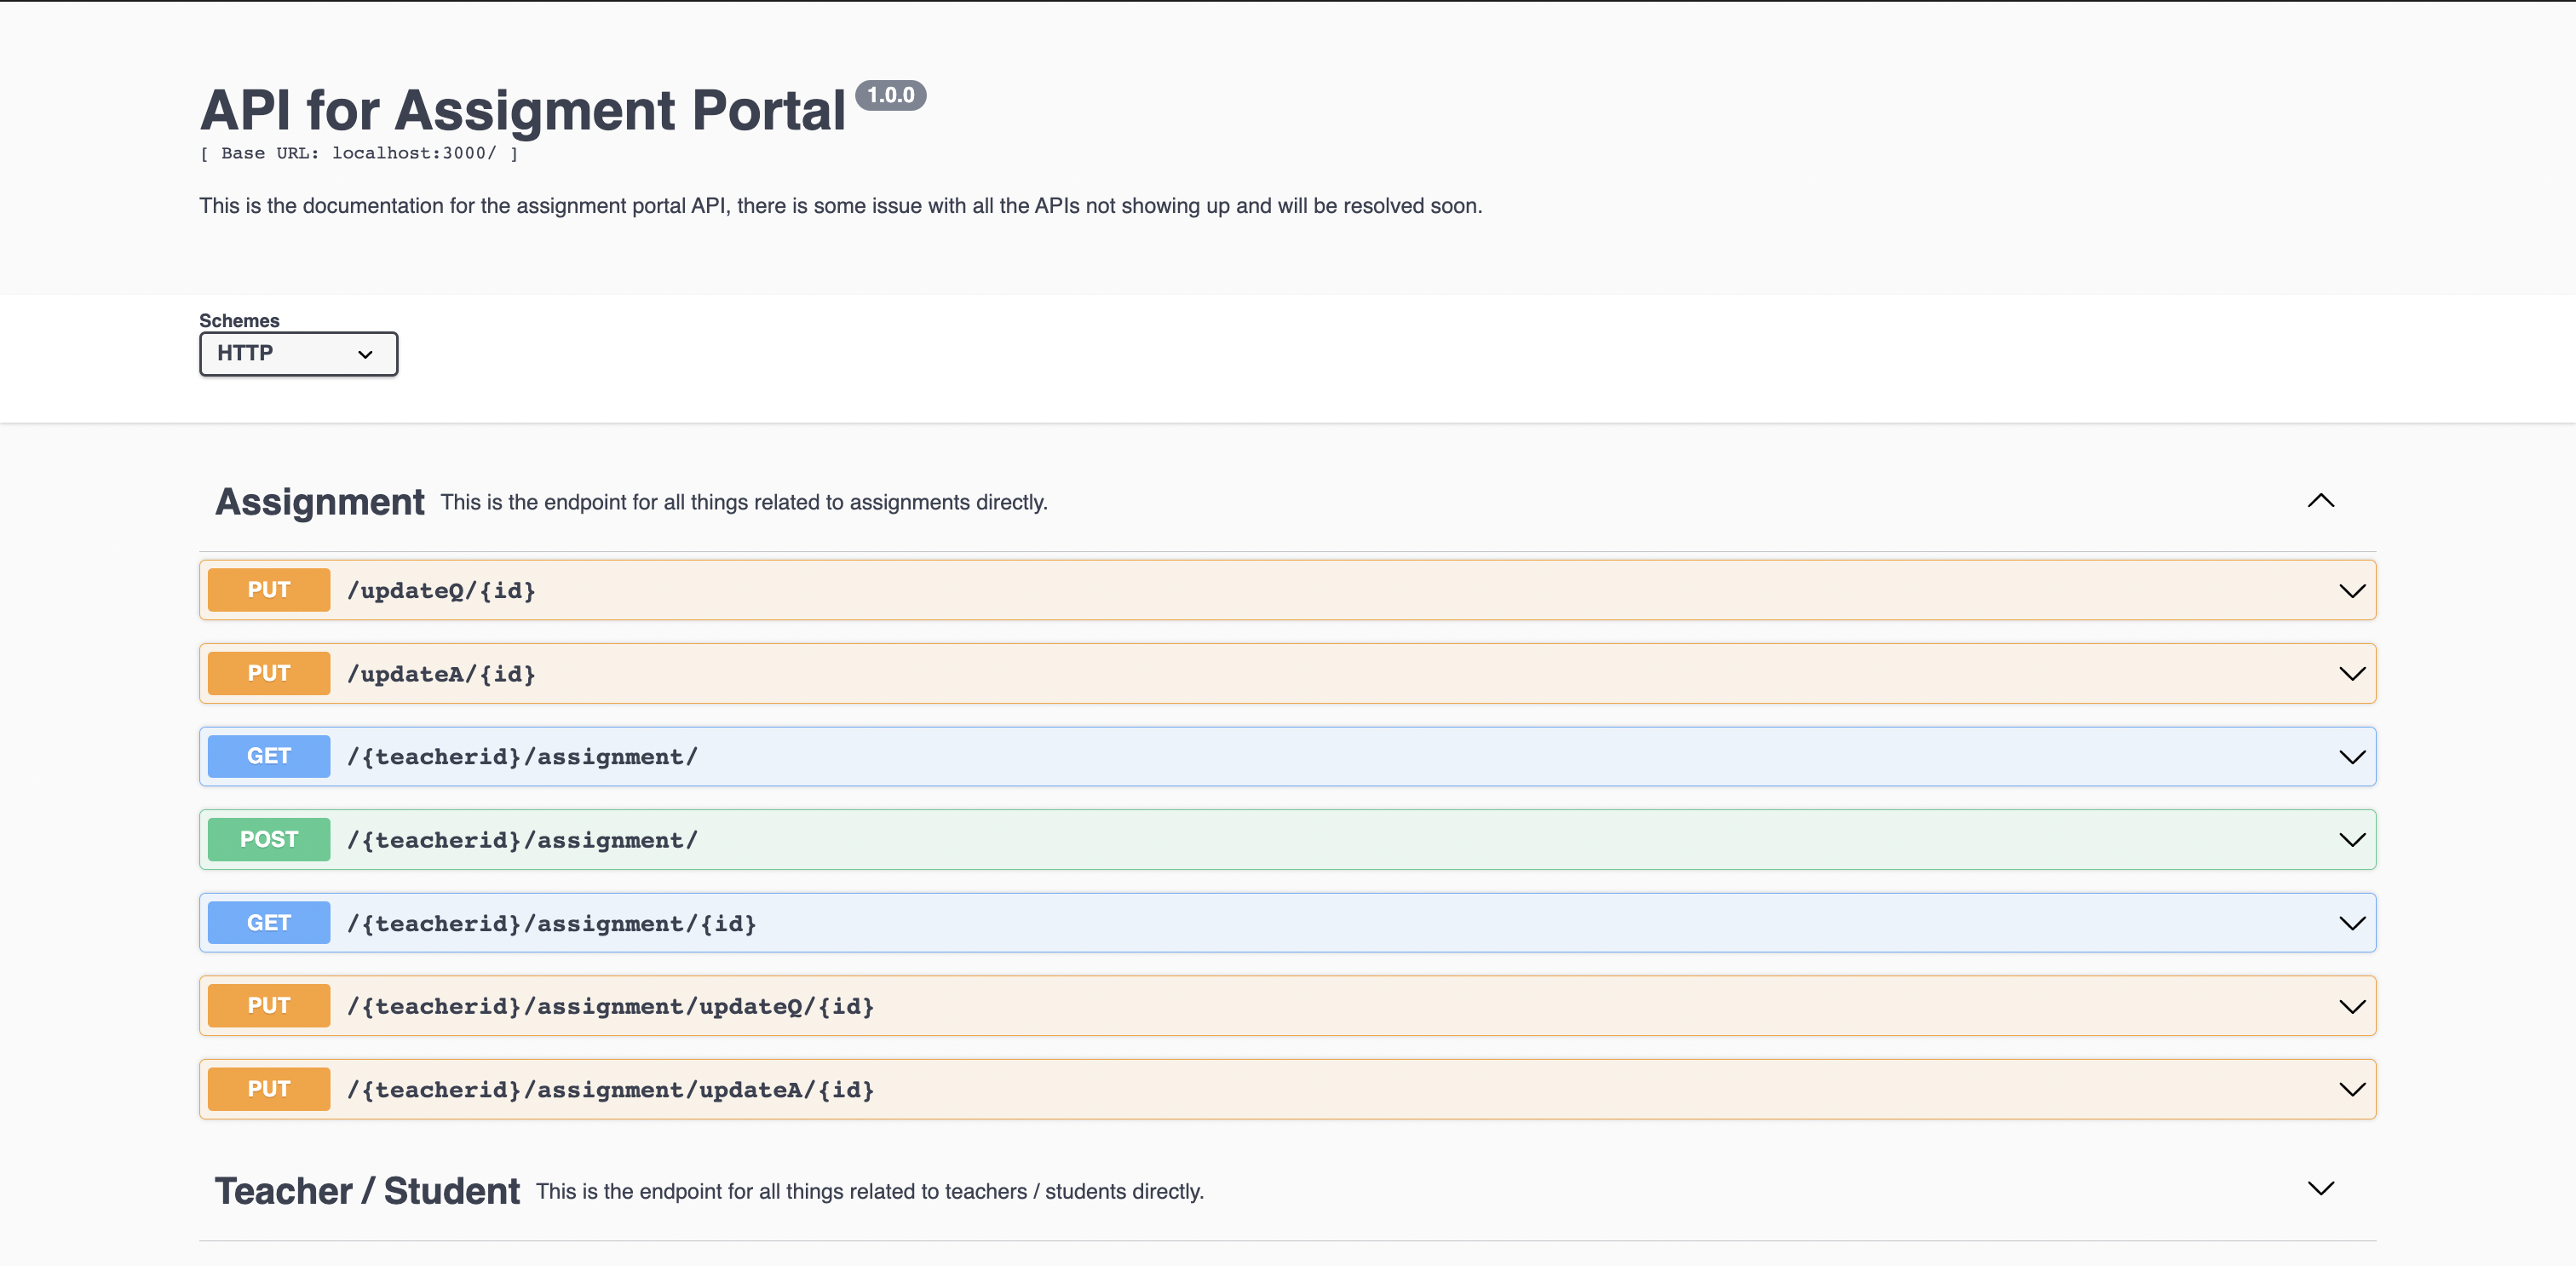 API for Assigment Portal 1.0.0
[ Base URL: localhost:3000/ ]
This is the documentation for the assignment portal API, there is some issue with all the APIs not showing up and will be resolved soon.
Schemes
HTTP
Assignment This is the endpoint for all things related to assignments directly.
PUT /updateQ/{id}
PUT /updateA/{id}
GET /{teacherid}/assignment/
POST /{teacherid}/assignment/
GET /{teacherid}/assignment/{id}
PUT /{teacherid}/assignment/updateQ/{id}
PUT /{teacherid}/assignment/updateA/{id}
Teacher / Student This is the endpoint for all things related to teachers / students directly.